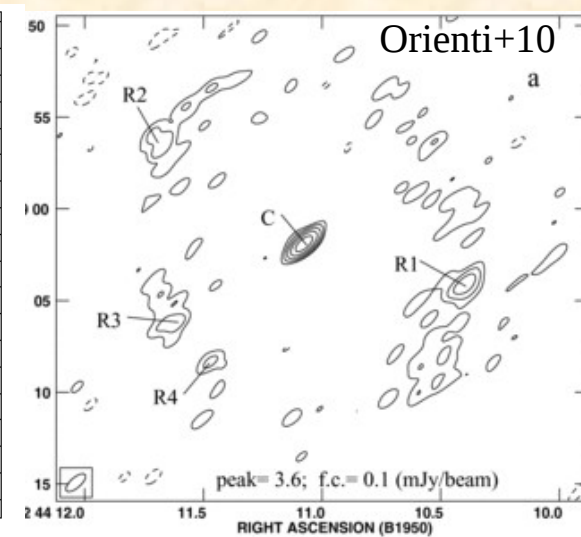 Orienti+10
50
a
R2
55
00
C
R1
05
R3
R4
10
15
peak= 3.6; f.c.= 0.1 (mJy/beam)
2 44 12.0 11.5 11.0 10.5 10.0
RIGHT ASCENSION (B1950)